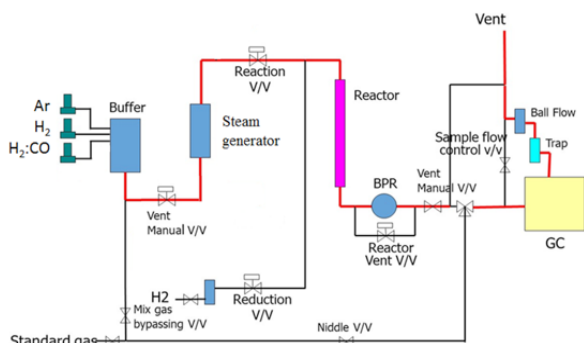 Vent
Reaction
V/V
Ar
Buffer
H₂
H₂:CO
Steam
generator
Reactor
Ball Flow
Trap
Sample flow
control v/v
Vent
Manual V/V
BPR
Vent
Manual V/V
GC
Reactor
Vent V/V
H2
Reduction
V/V
Mix gas
bypassing V/V
Niddle V/V
Standard gas